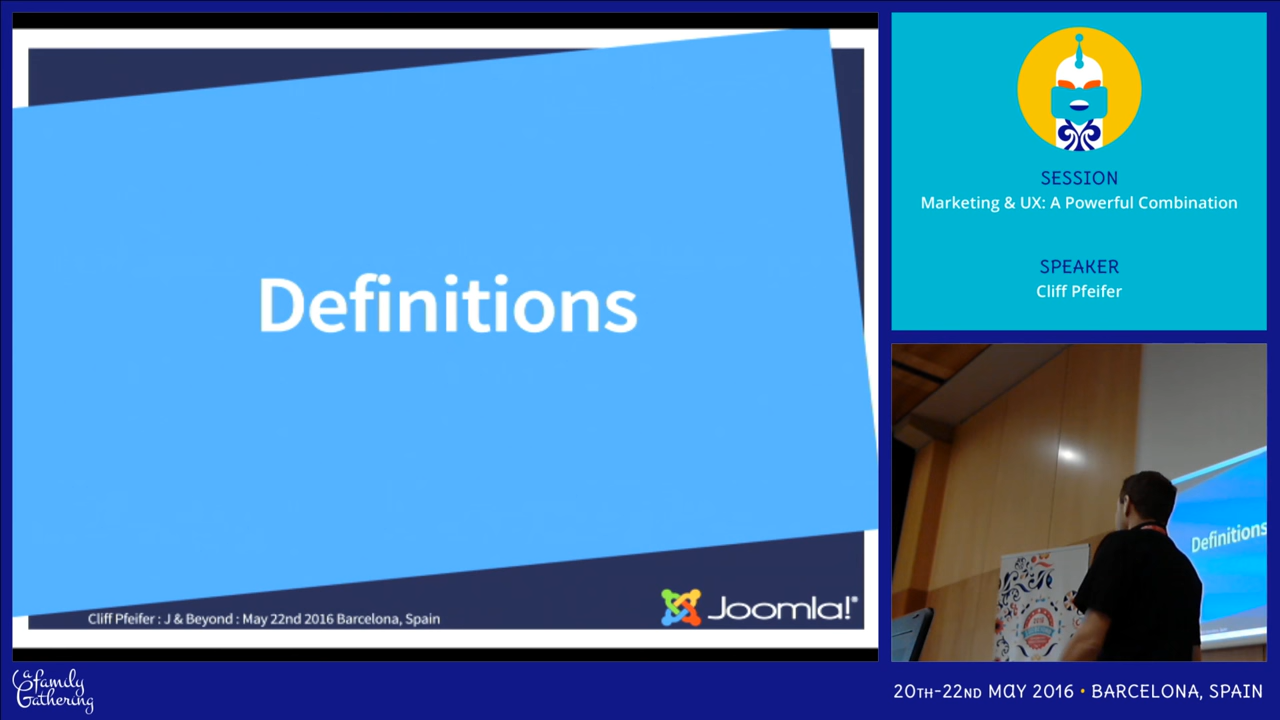 Definitions
Cliff Pfeifer : J & Beyond : May 22nd 2016 Barcelona, Spain
Joomla!®
SESSION
Marketing & UX: A Powerful Combination
SPEAKER
Cliff Pfeifer
Definitions
a family
Gathering
20TH-22ND MAY 2016 • BARCELONA, SPAIN